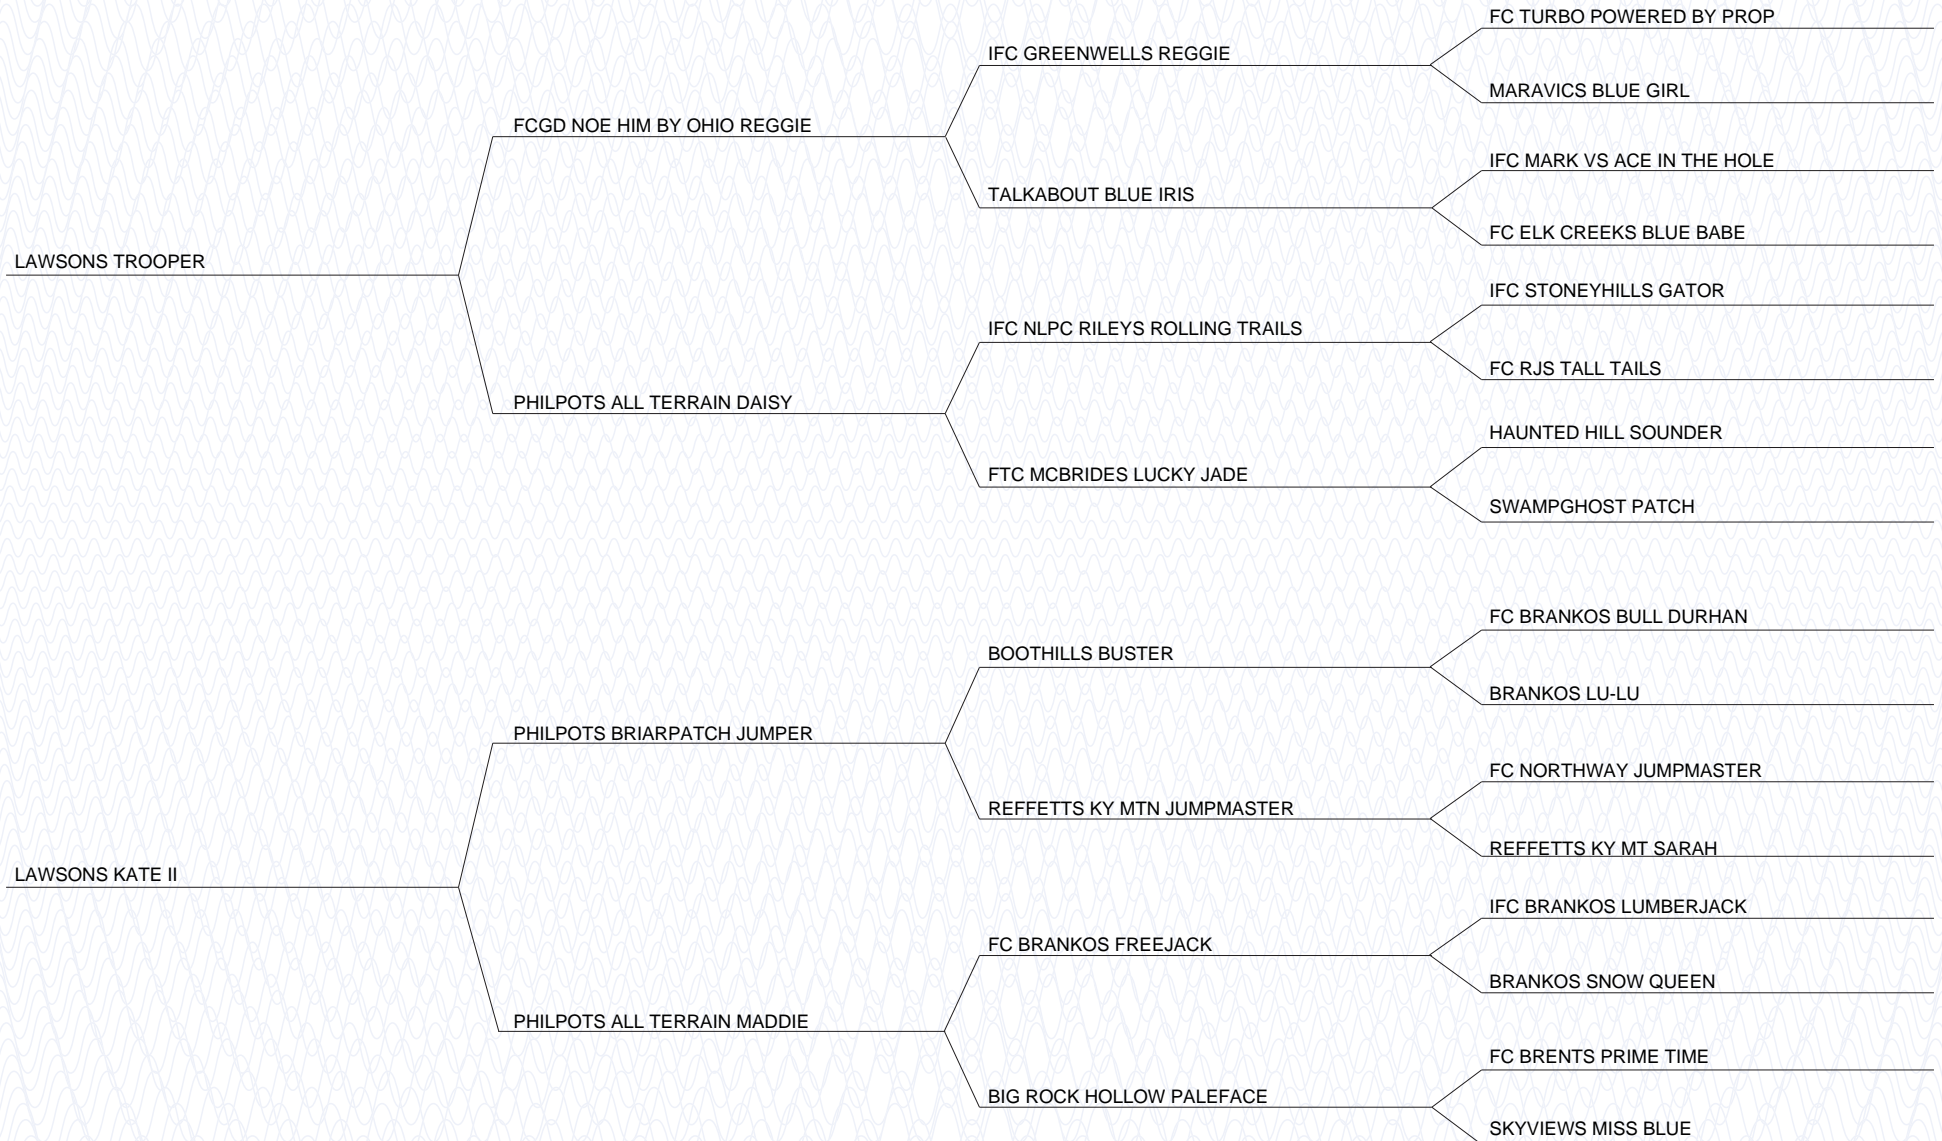 FC TURBO POWERED BY PROP
IFC GREENWELLS REGGIE
MARAVICS BLUE GIRL
FCGD NOE HIM BY OHIO REGGIE
IFC MARK VS ACE IN THE HOLE
TALKABOUT BLUE IRIS
FC ELK CREEKS BLUE BABE
LAWSONS TROOPER
IFC STONEYHILLS GATOR
IFC NLPC RILEYS ROLLING TRAILS
FC RJS TALL TAILS
PHILPOTS ALL TERRAIN DAISY
HAUNTED HILL SOUNDER
FTC MCBRIDES LUCKY JADE
SWAMPGHOST PATCH
FC BRANKOS BULL DURHAN
BOOTHILLS BUSTER
BRANKOS LU-LU
PHILPOTS BRIARPATCH JUMPER
FC NORTHWAY JUMPMASTER
REFFETTS KY MTN JUMPMASTER
REFFETTS KY MT SARAH
LAWSONS KATE II
IFC BRANKOS LUMBERJACK
FC BRANKOS FREEJACK
BRANKOS SNOW QUEEN
PHILPOTS ALL TERRAIN MADDIE
FC BRENTS PRIME TIME
BIG ROCK HOLLOW PALEFACE
SKYVIEWS MISS BLUE